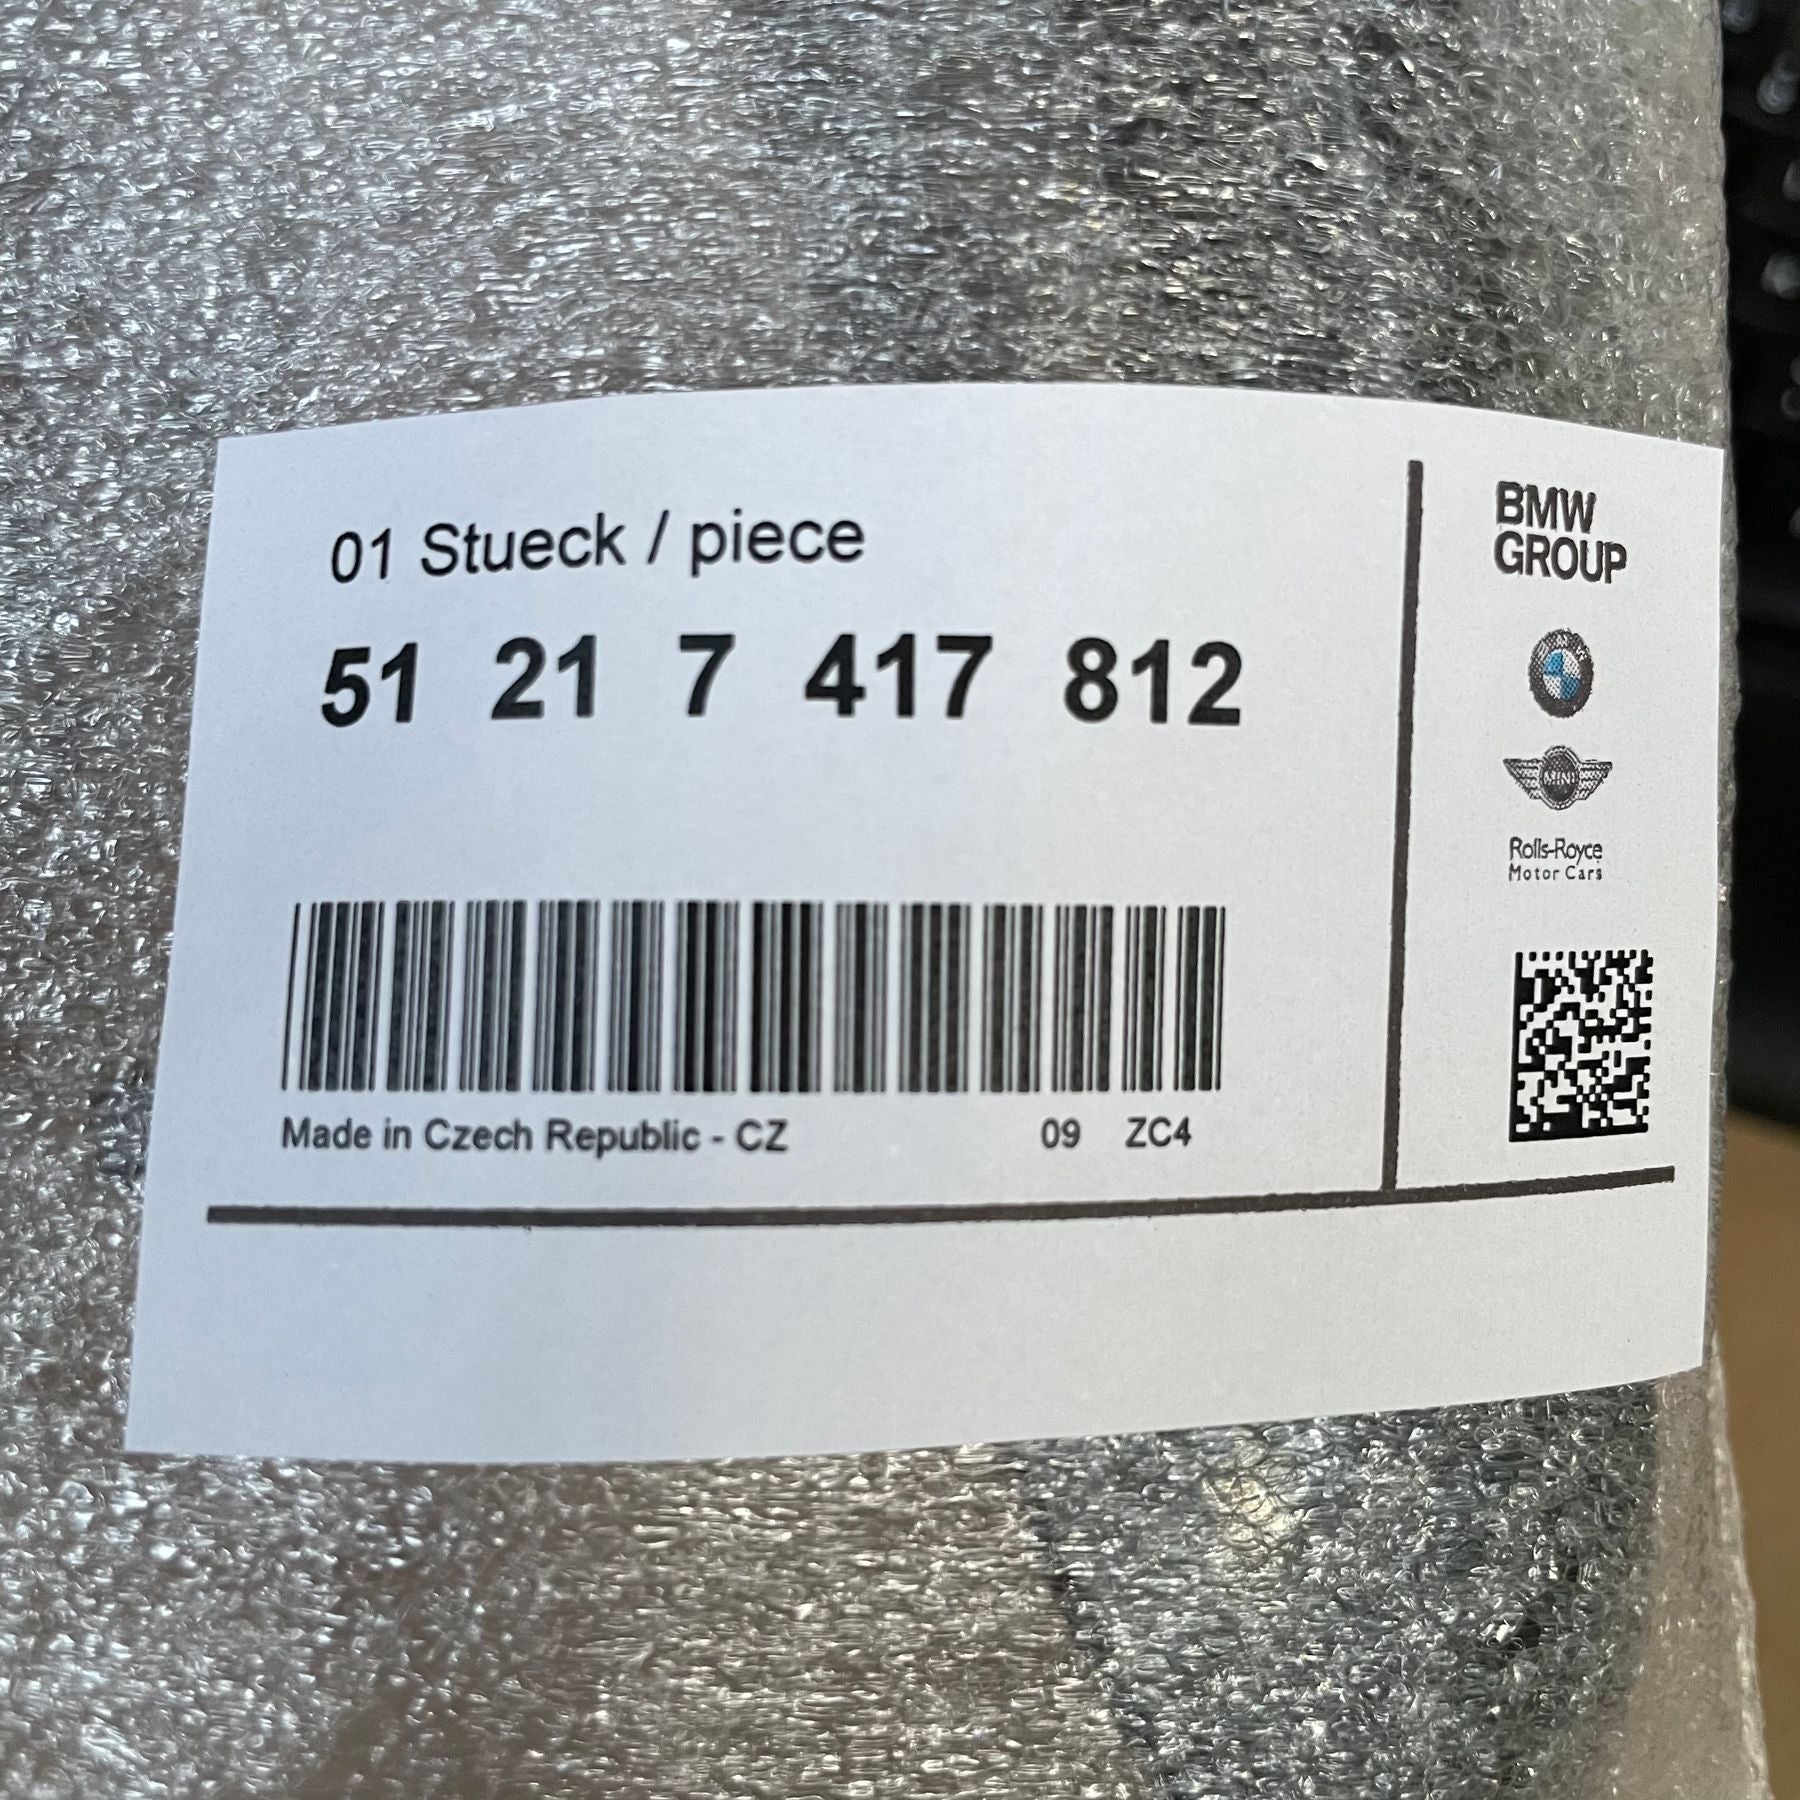 01 Stueck / piece
51 21 7 417 812
Made in Czech Republic - CZ 09 ZC4
BMW
GROUP
MINI
Rolls-Royce
Motor Cars